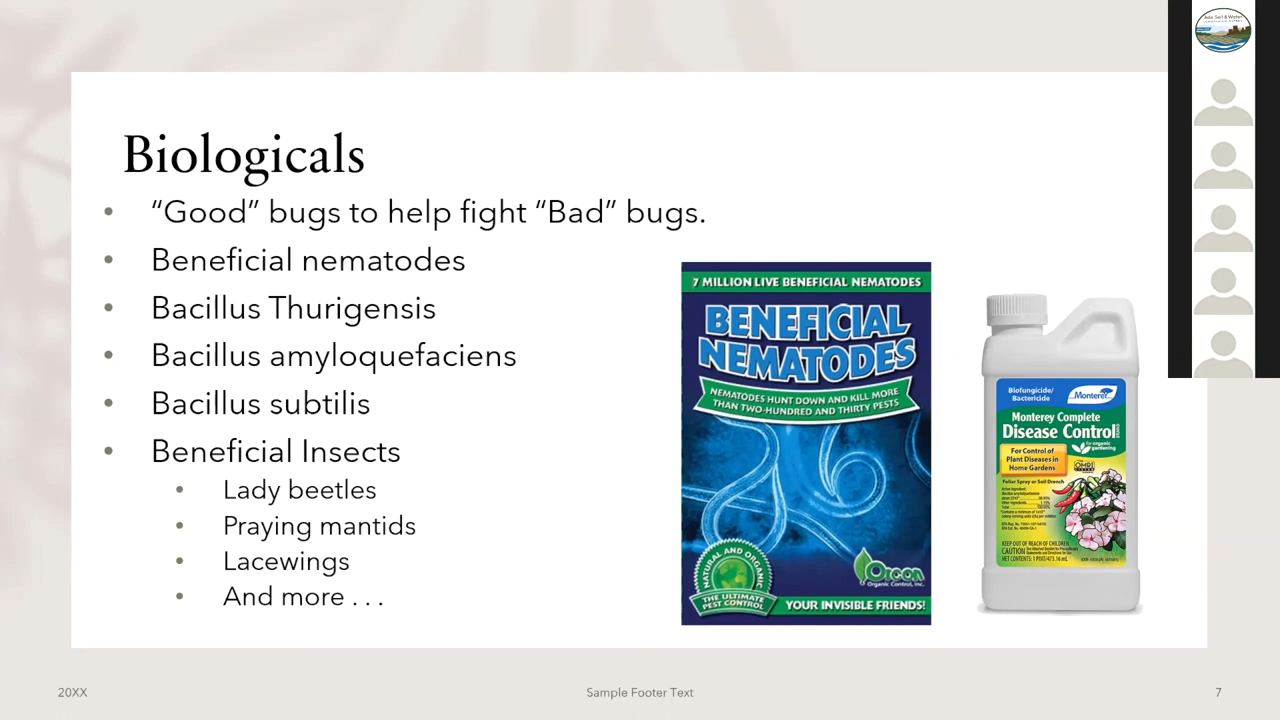 Ada Soil & Water
Biologicals
• "Good" bugs to help fight "Bad" bugs.
• Beneficial nematodes
• Bacillus Thurigensis
• Bacillus amyloquefaciens
• Bacillus subtilis
• Beneficial Insects
• Lady beetles
• Praying mantids
• Lacewings
• And more . . .
7 MILLION LIVE BENEFICIAL NEMATODES
BENEFICIAL
NEMATODES
NEMATODES HUNT DOWN AND KILL MORE
THAN TWO-HUNDRED AND THIRTY PESTS
NATURAL AND ORGANIC
THE ULTIMATE
PEST CONTROL
Orcon
Organic Control, Inc.
YOUR INVISIBLE FRIENDS!
Biofungicide/
Bactericide
Monterey
Monterey Complete
Disease Control
for organic
gardening
For Control of
Plant Diseases in
Home Gardens
OMRI
Foliar Spray or Soil Drench
KEEP OUT OF REACH OF CHILDREN
CAUTION
NET CONTENTS: 1 PINT/473.16 mL
20XX
Sample Footer Text
7